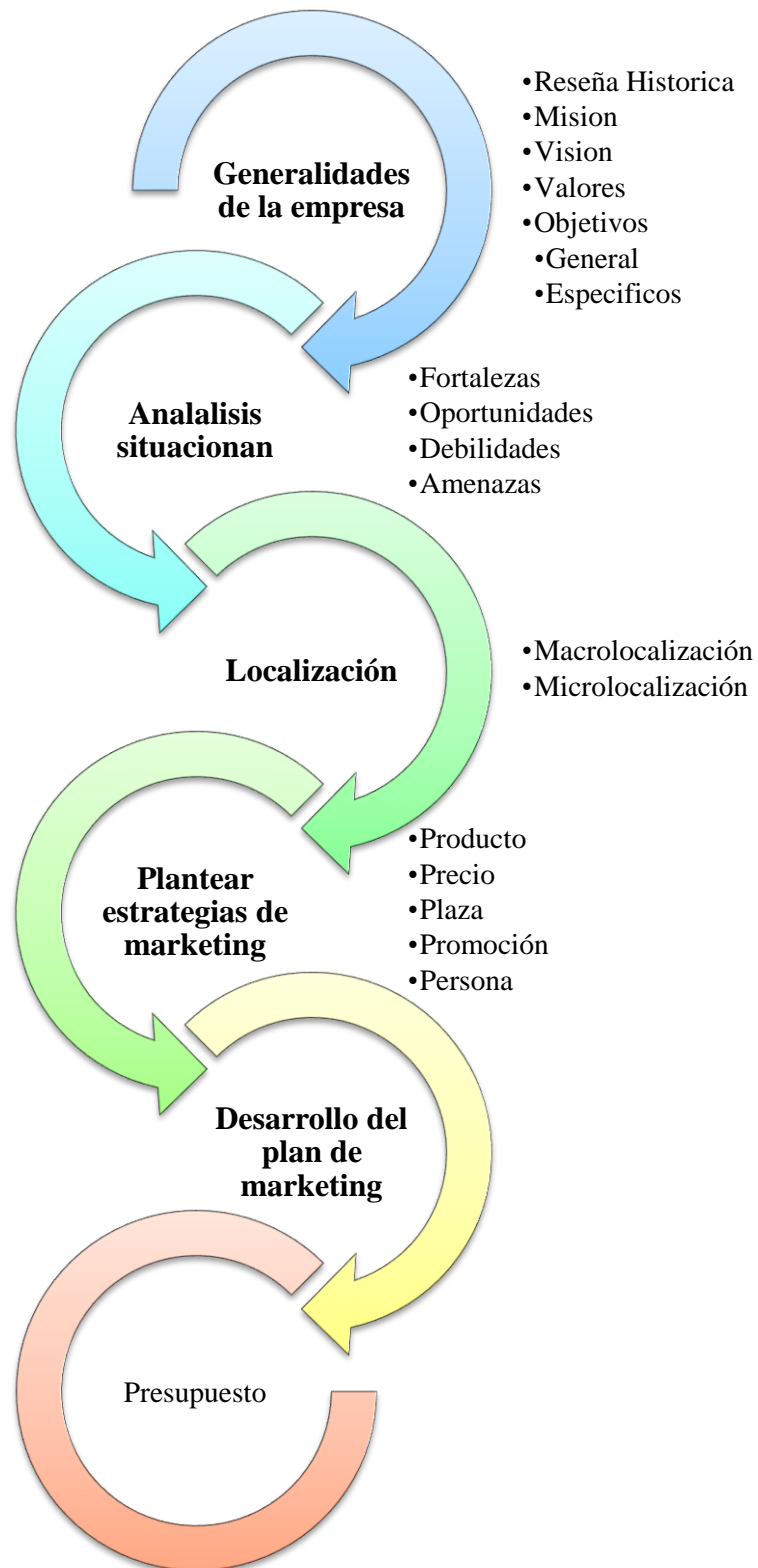 Generalidades
de la empresa
•Reseña Historica
•Mision
•Vision
•Valores
•Objetivos
•General
•Especificos
Analalisis
situacionan
•Fortalezas
•Oportunidades
•Debilidades
•Amenazas
Localización
•Macrolocalización
•Microlocalización
Plantear
estrategias de
marketing
•Producto
•Precio
•Plaza
•Promoción
•Persona
Desarrollo del
plan de
marketing
Presupuesto